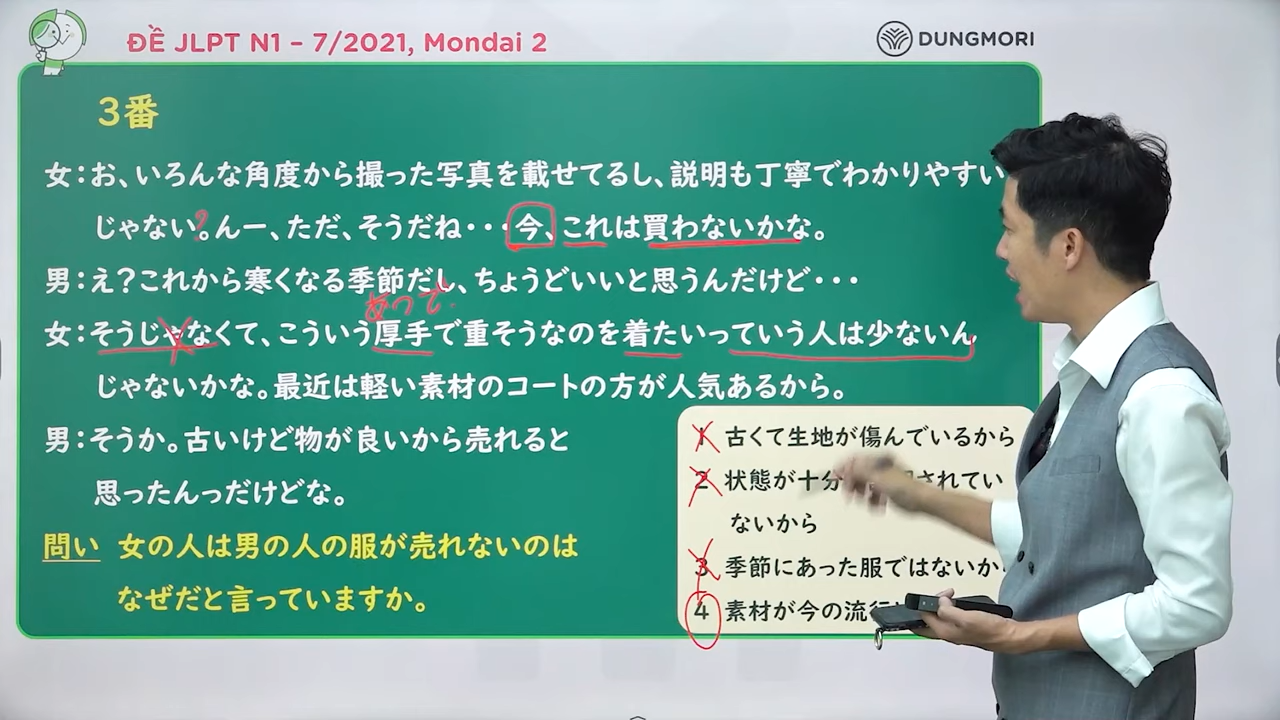 ĐỀ JLPT N1 – 7/2021, Mondai 2
DUNGMORI
3番
女：お、いろんな角度から撮った写真を載せてるし、説明も丁寧でわかりやすい
じゃない?。んー、ただ、そうだね・・・今、これは買わないかな。
男：え？これから寒くなる季節だし、ちょうどいいと思うんだけど・・・
あつで
女：そうじゃなくて、こういう厚手で重そうなのを着たいっていう人は少ないん
じゃないかな。最近は軽い素材のコートの方が人気あるから。
男：そうか。古いけど物が良いから売れると
思ったんっだけどな。
問い 女の人は男の人の服が売れないのは
なぜだと言っていますか。
1 古くて生地が傷んでいるから
2 状態が十分 されてい
ないから
3 季節にあった服ではないか
4 素材が今の流